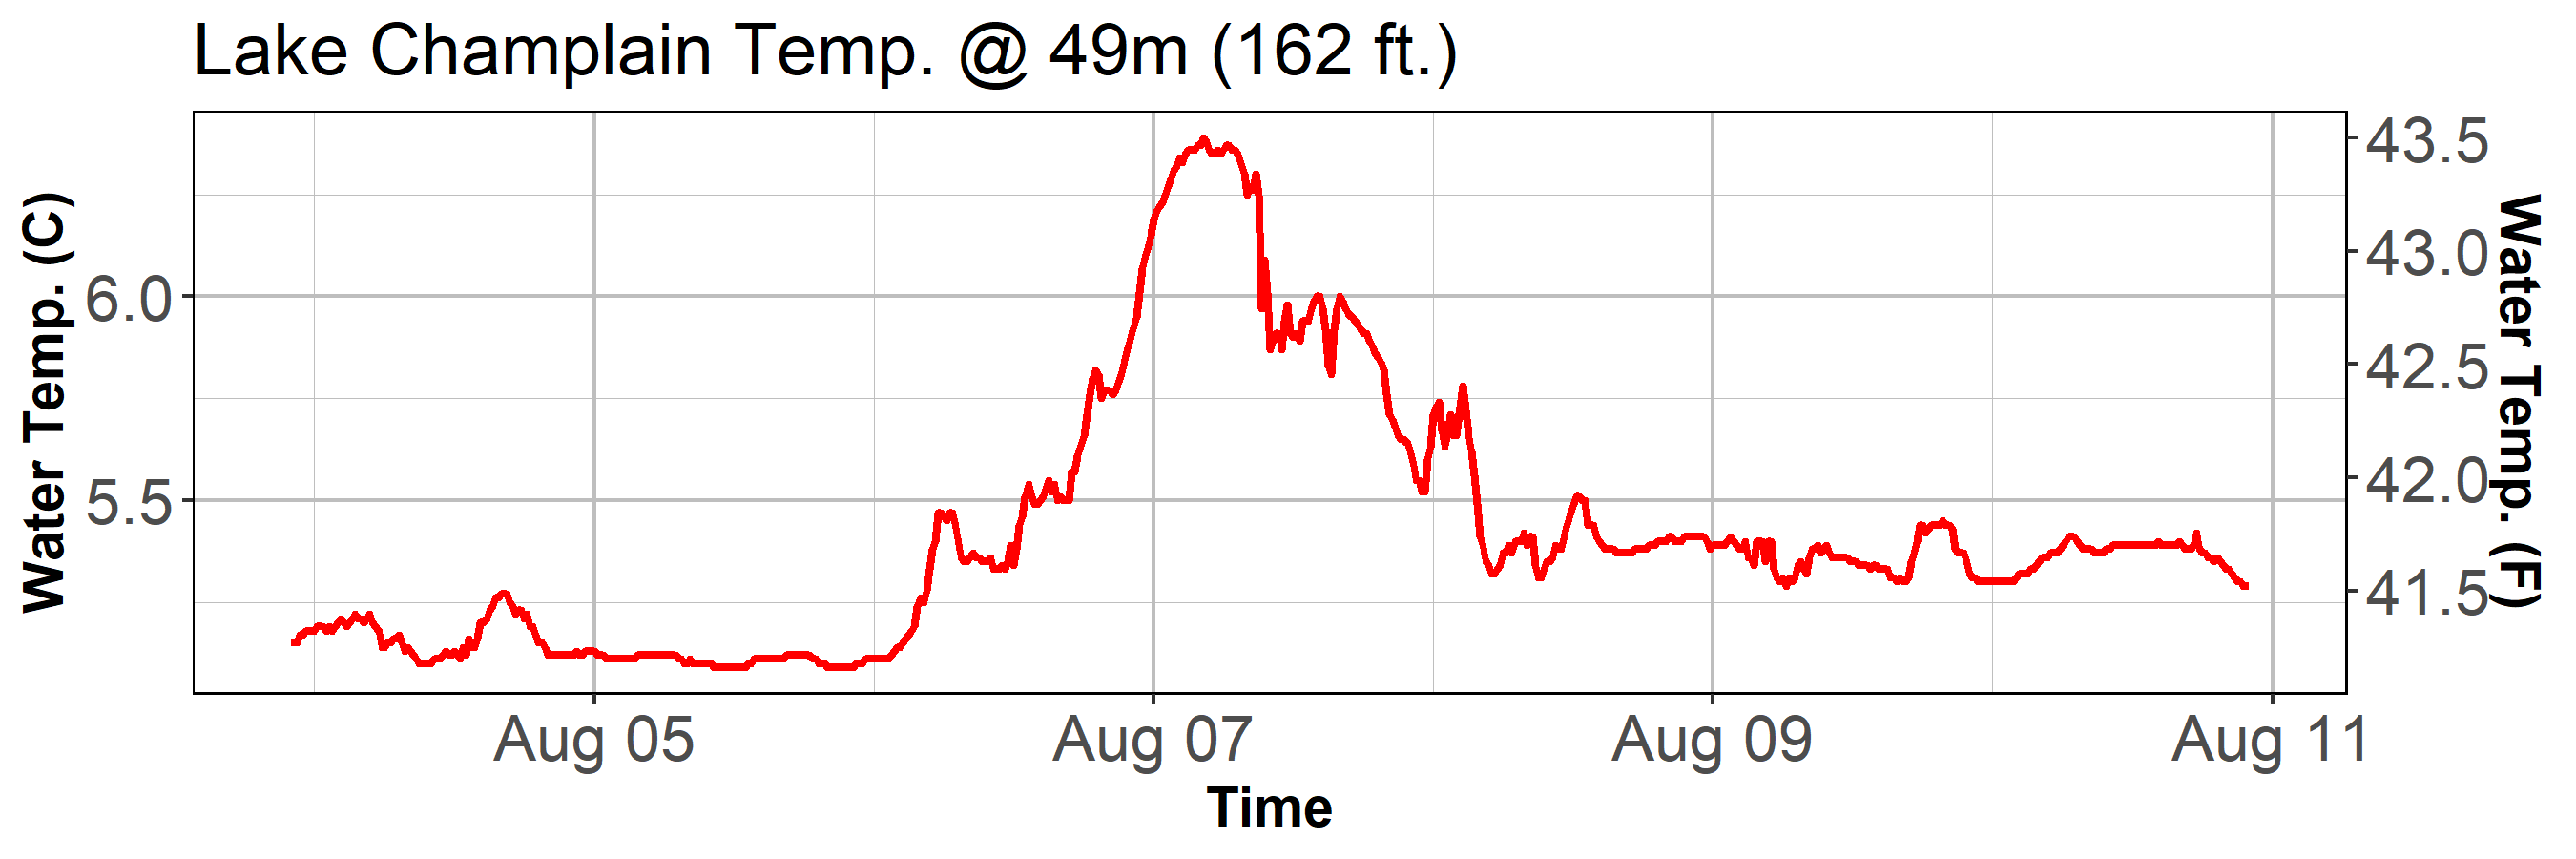 Lake Champlain Temp. @ 49m (162 ft.)
Water Temp. (C)
6.0
5.5
43.5
43.0
42.5
42.0
41.5
Water Temp. (F)
Aug 05
Aug 07
Aug 09
Aug 11
Time